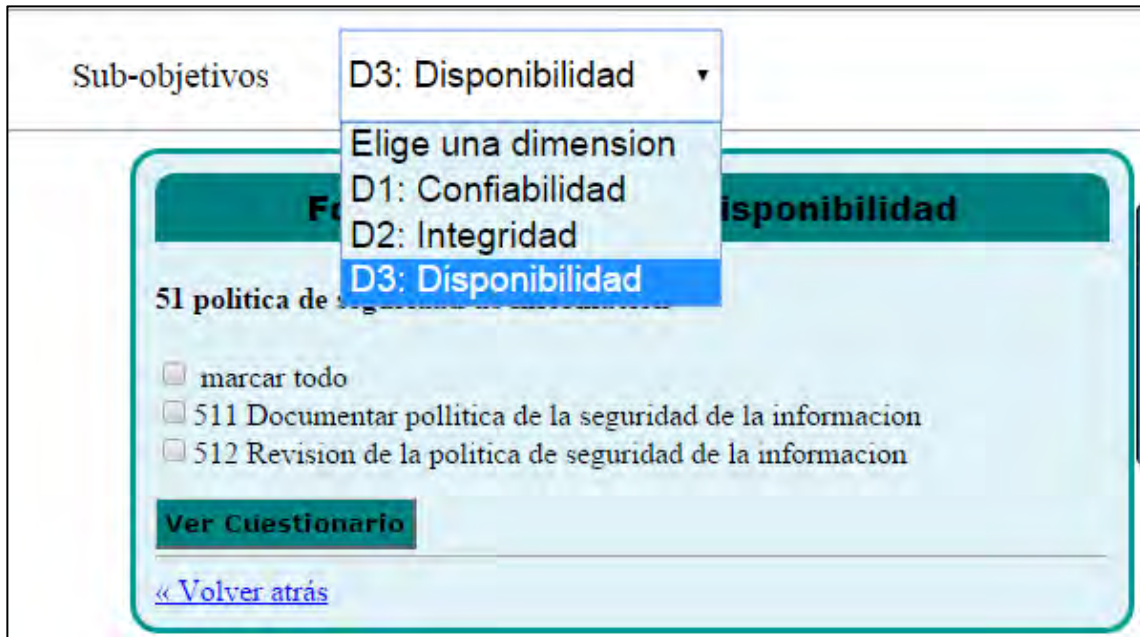 Sub-objetivos
D3: Disponibilidad
Elige una dimension
D1: Confiabilidad
D2: Integridad
D3: Disponibilidad
isponibilidad
51 politica de
marcar todo
511 Documentar pollitica de la seguridad de la informacion
512 Revision de la politica de seguridad de la informacion
Ver Cuestionario
« Volver atrás